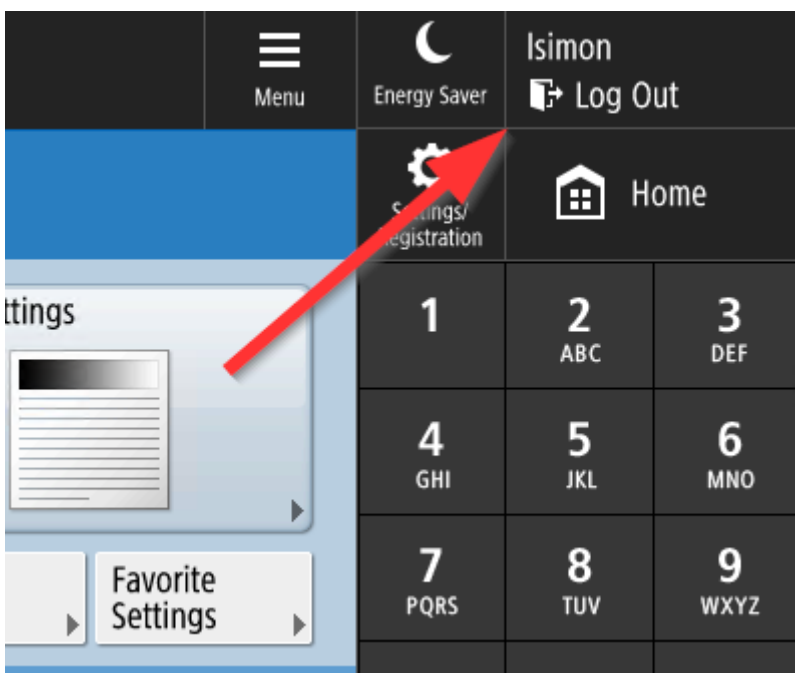 Menu
Energy Saver
Isimon
Log Out
Registration
Home
ttings
1
2
ABC
3
DEF
4
GHI
5
JKL
6
MNO
7
PQRS
8
TUV
9
WXYZ
Favorite
Settings